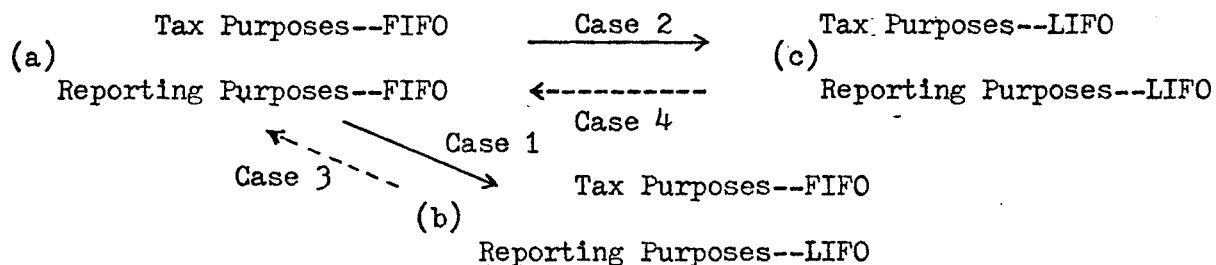 Tax Purposes--FIFO
Case 2
Tax Purposes--LIFO
(a)
(c)
Reporting Purposes--FIFO
Reporting Purposes--LIFO
Case 4
Case 1
Case 3
Tax Purposes--FIFO
(b)
Reporting Purposes--LIFO